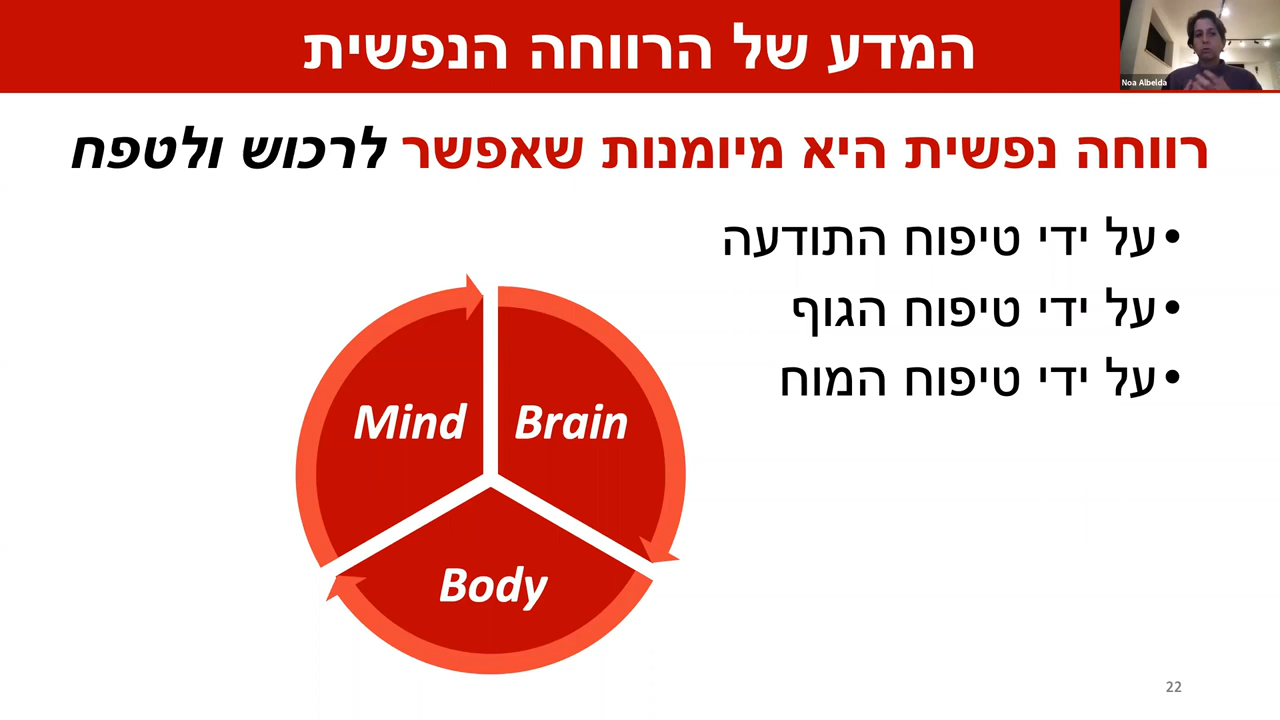 המדע של הרווחה הנפשית
Noa Albelda
רווחה נפשית היא מיומנות שאפשר לרכוש ולטפח
•על ידי טיפוח התודעה
•על ידי טיפוח הגוף
•על ידי טיפוח המוח
Mind
Brain
Body
22